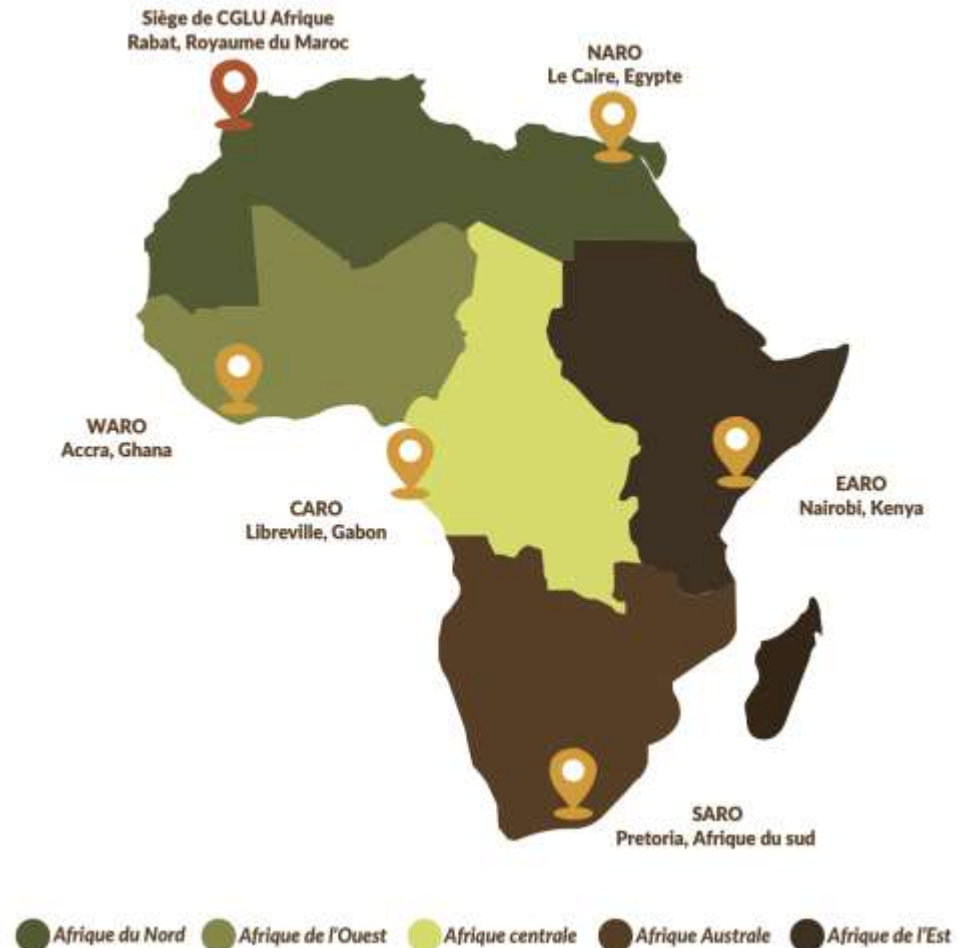 Siège de CGLU Afrique
Rabat, Royaume du Maroc
NARO
Le Caire, Egypte
WARO
Accra, Ghana
CARO
Libreville, Gabon
EARO
Nairobi, Kenya
SARO
Pretoria, Afrique du sud
Afrique du Nord
Afrique de l'Ouest
Afrique centrale
Afrique Australe
Afrique de l'Est